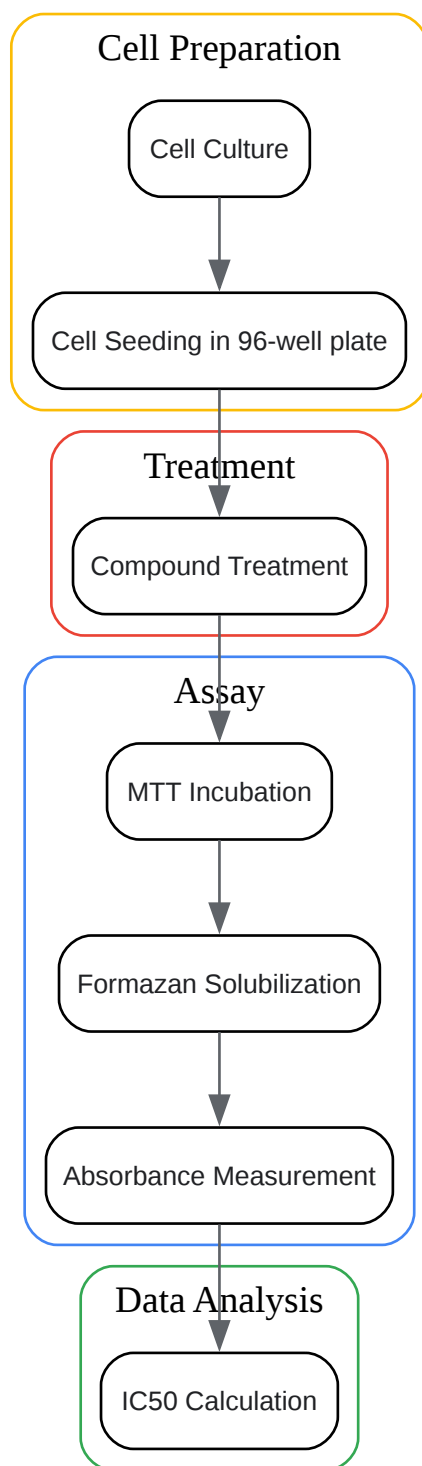 Cell Preparation
Cell Culture
Cell Seeding in 96-well plate
Treatment
Compound Treatment
Assay
MTT Incubation
Formazan Solubilization
Absorbance Measurement
Data Analysis
IC50 Calculation